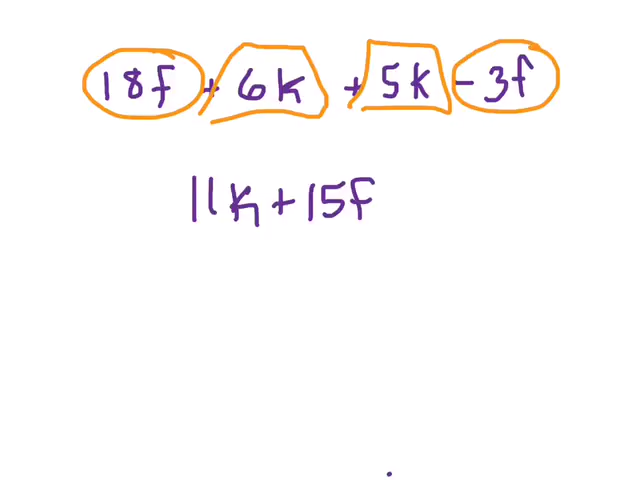 18f + 6k + 5k - 3f
11k + 15f